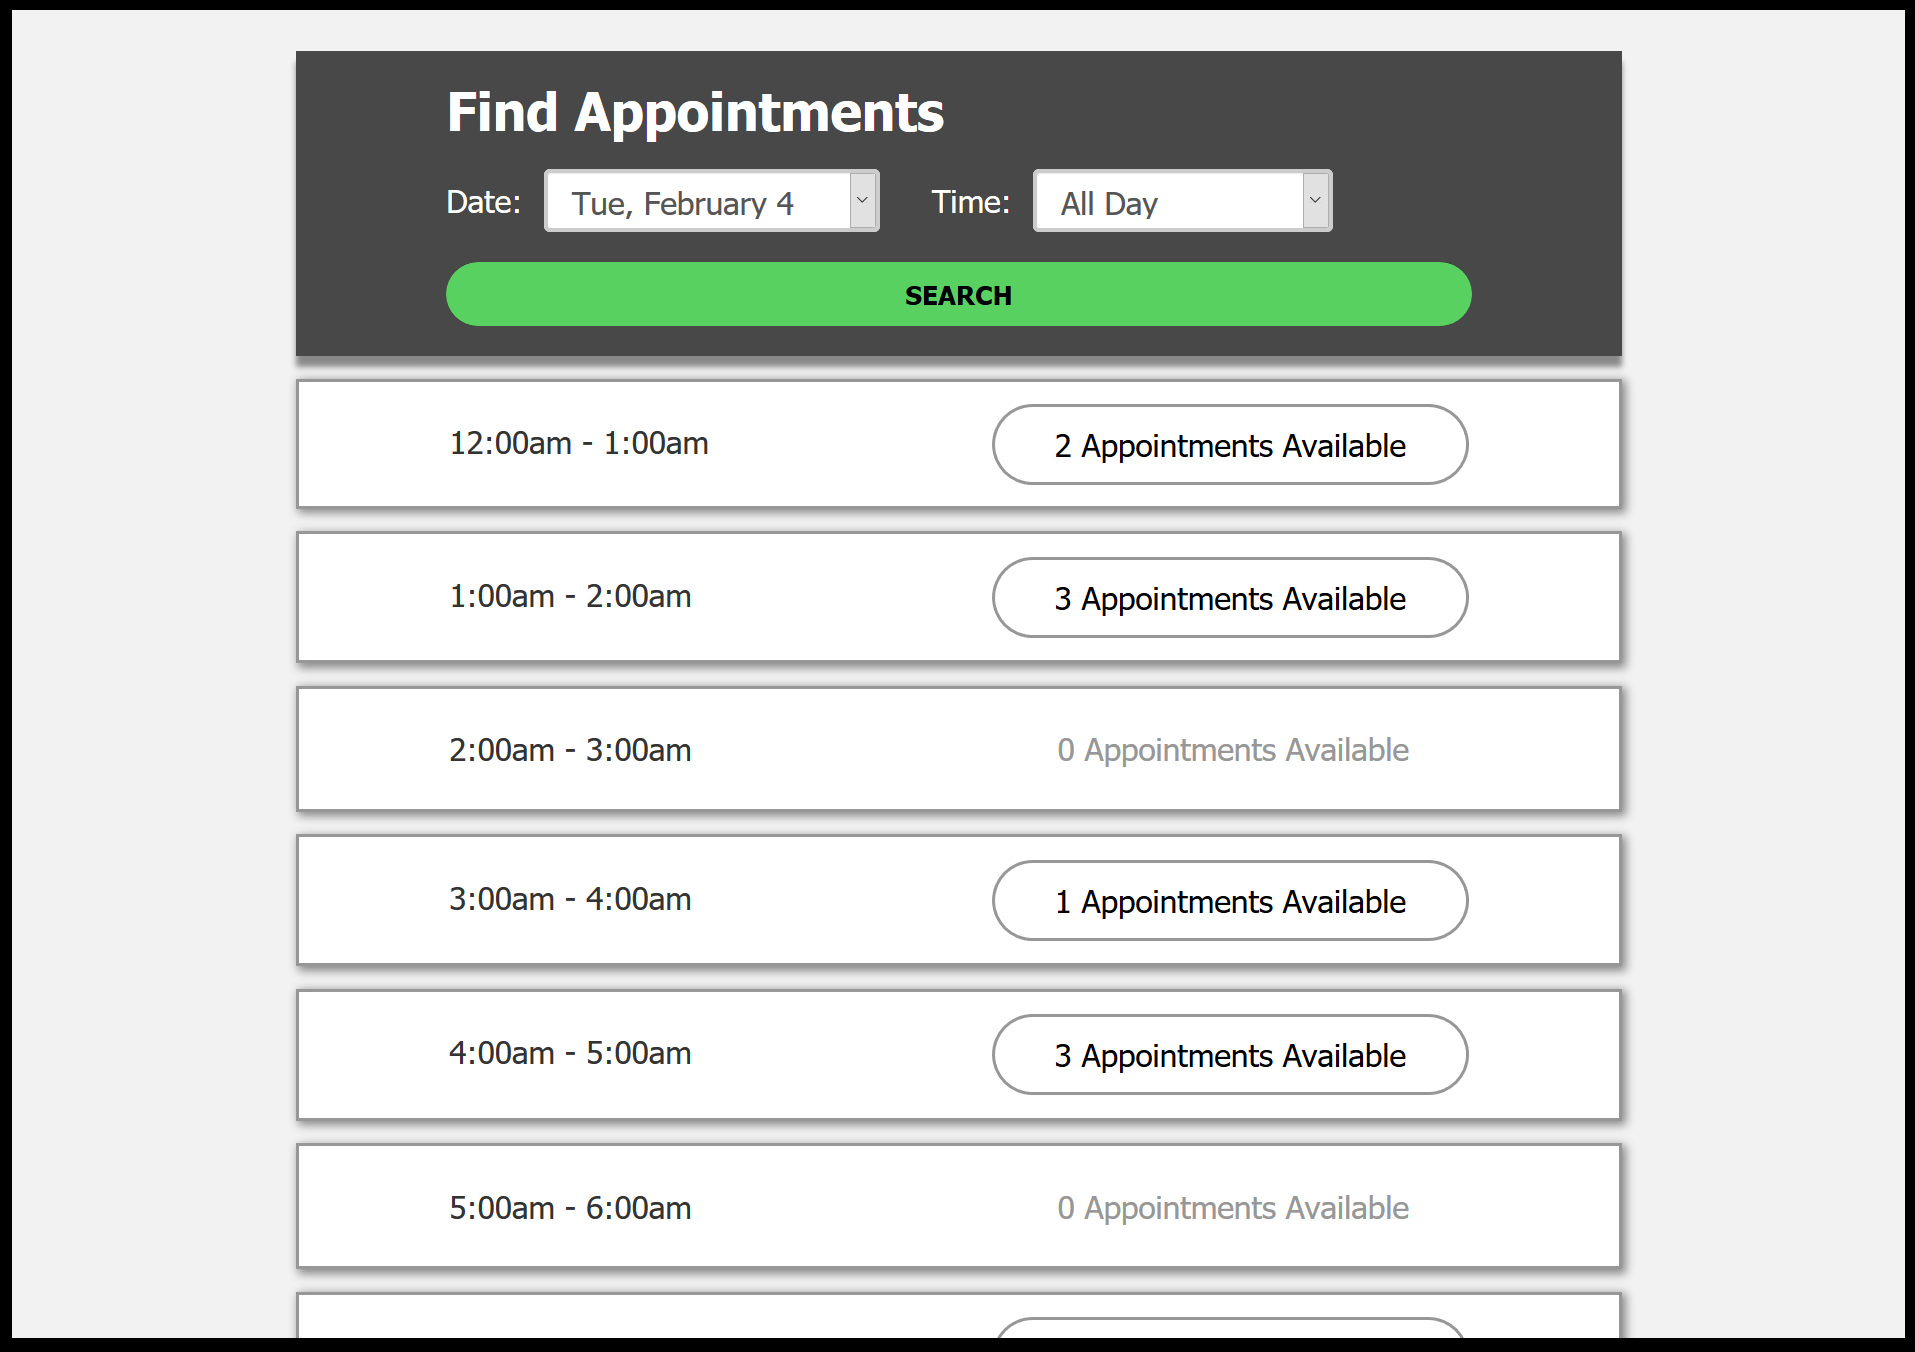 Find Appointments
Date: Tue, February 4 Time: All Day
SEARCH
12:00am - 1:00am 2 Appointments Available
1:00am - 2:00am 3 Appointments Available
2:00am - 3:00am 0 Appointments Available
3:00am - 4:00am 1 Appointments Available
4:00am - 5:00am 3 Appointments Available
5:00am - 6:00am 0 Appointments Available